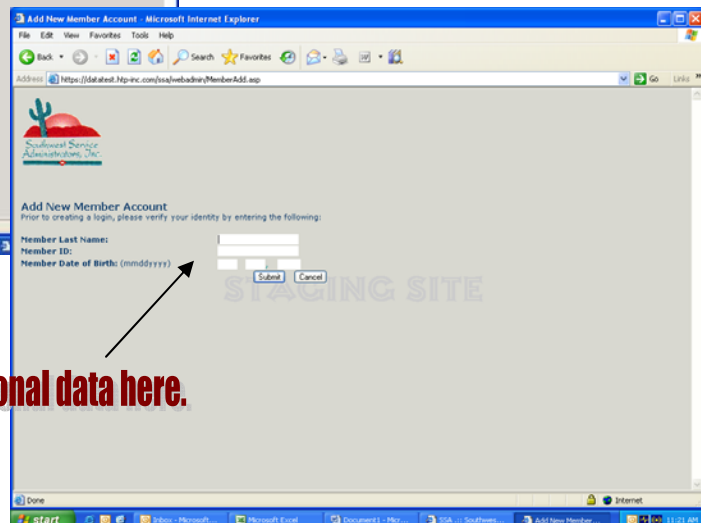 Add New Member Account - Microsoft Internet Explorer
File Edit View Favorites Tools Help
Back Search Favorites
Address https://datatest.htp-inc.com/ssa/webadmin/MemberAdd.asp Go Links »
Southwest Service
Administrators, Inc.
Add New Member Account
Prior to creating a login, please verify your identity by entering the following:
Member Last Name:
Member ID:
Member Date of Birth: (mmddyyyy)
Submit Cancel
STAGING SITE
onal data here.
Done Internet
start Inbox - Microsoft... Microsoft Excel Document1 - Micr... SSA .:: Southwes... Add New Member ... 11:21 AM